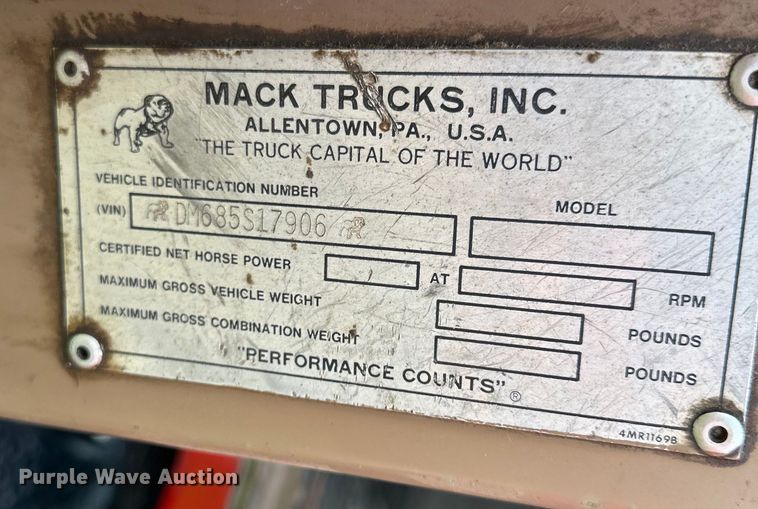 MACK TRUCKS, INC.
ALLENTOWN, PA., U.S.A.
"THE TRUCK CAPITAL OF THE WORLD"
VEHICLE IDENTIFICATION NUMBER
(VIN) DM685S17906 MODEL
CERTIFIED NET HORSE POWER AT RPM
MAXIMUM GROSS VEHICLE WEIGHT POUNDS
MAXIMUM GROSS COMBINATION WEIGHT POUNDS
"PERFORMANCE COUNTS"®
4MR1169B
Purple Wave Auction